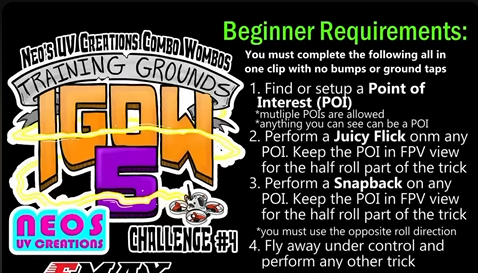 NEO'S UV CREATIONS COMBO WOMBOS
TRAINING GROUNDS
IGOW
5
CHALLENGE #4
NEOS
UV CREATIONS
EMAX
Beginner Requirements:
You must complete the following all in
one clip with no bumps or ground taps
1. Find or setup a Point of
Interest (POI)
*mutliple POIs are allowed
*anything you can see can be a POI
2. Perform a Juicy Flick onm any
POI. Keep the POI in FPV view
for the half roll part of the trick
3. Perform a Snapback on any
POI. Keep the POI in FPV view
for the half roll part of the trick
*you must use the opposite roll direction
4. Fly away under control and
perform any other trick